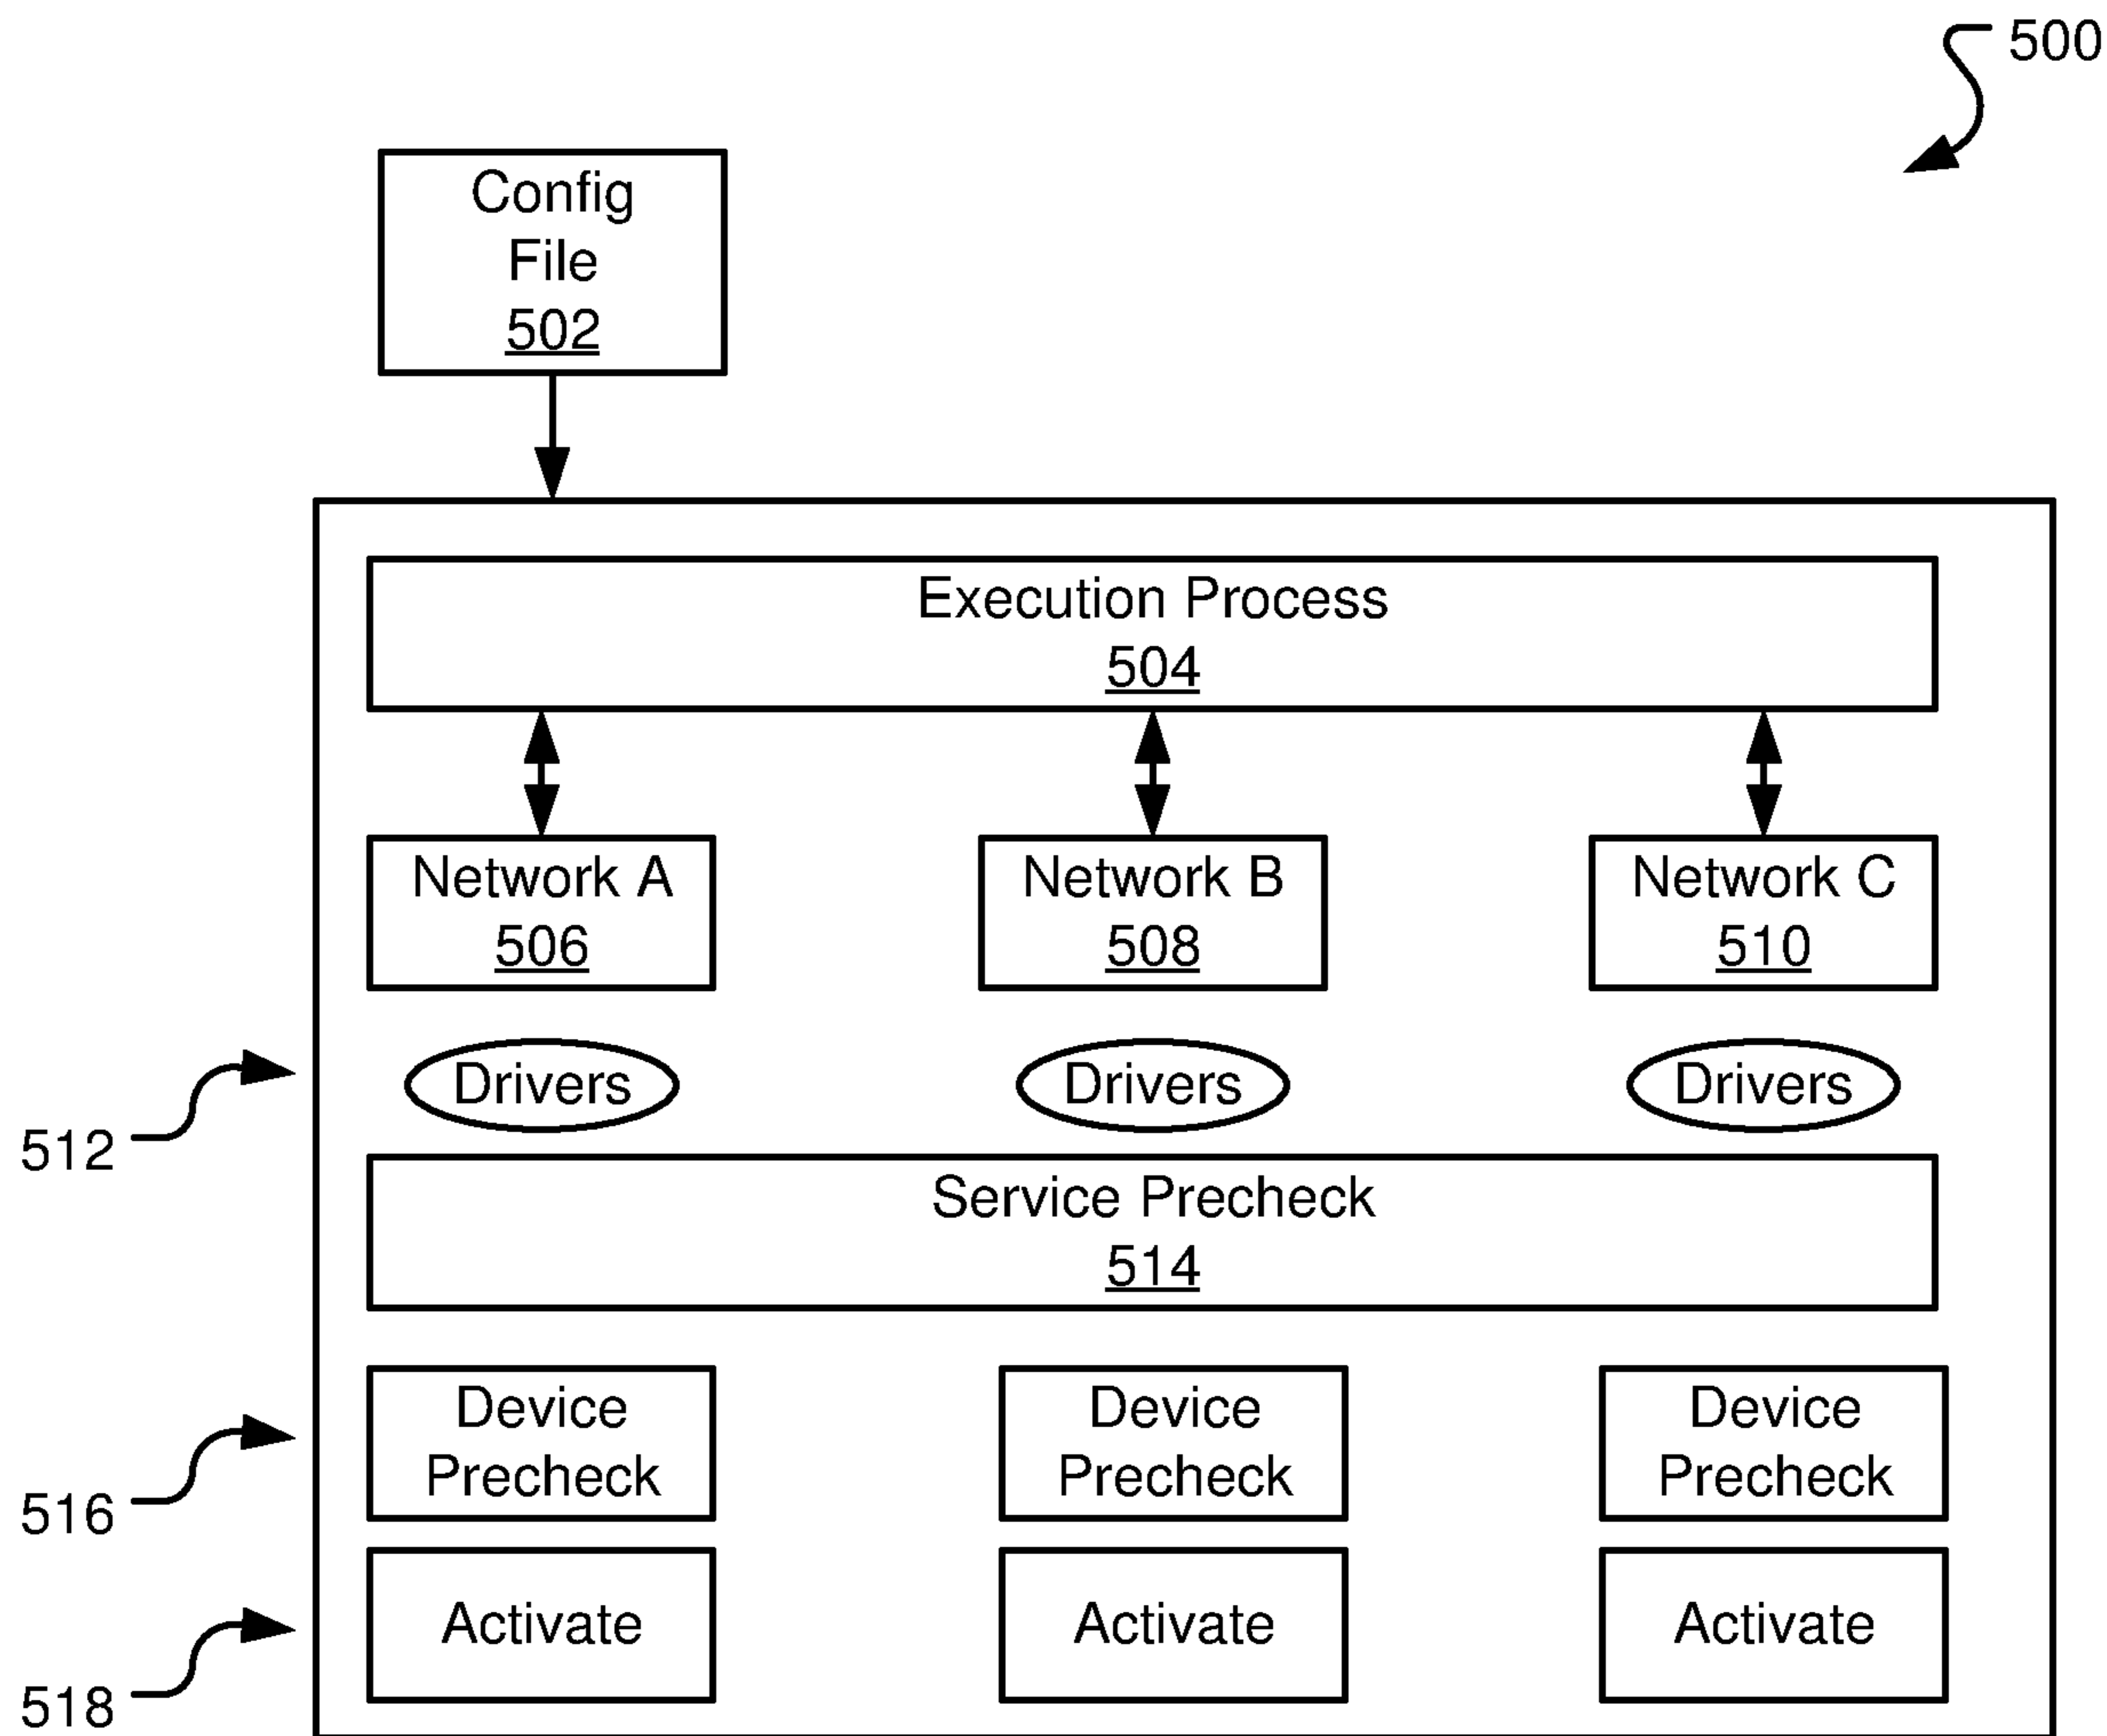 500
Config
File
502
Execution Process
504
Network A
506
Network B
508
Network C
510
512
Drivers
Drivers
Drivers
Service Precheck
514
516
Device
Precheck
Device
Precheck
Device
Precheck
518
Activate
Activate
Activate